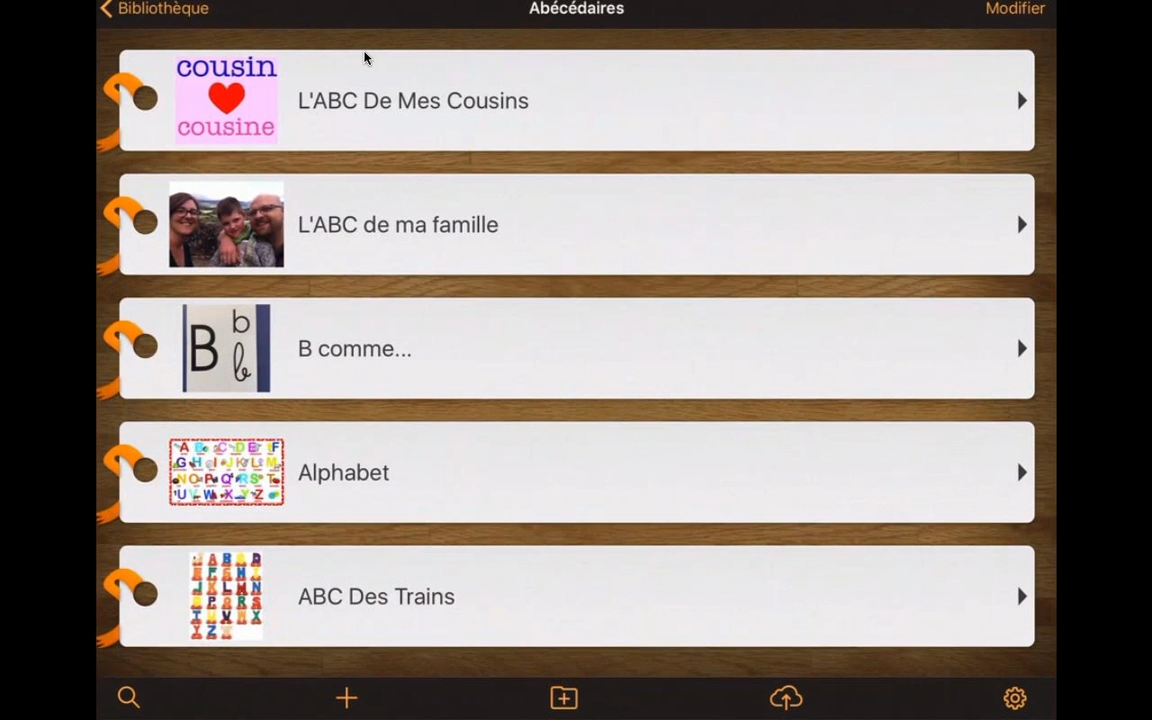 Bibliothèque
Abécédaires
Modifier
cousin
cousine
L'ABC De Mes Cousins
L'ABC de ma famille
B b
b
B comme...
A B C D E F
G H I J K L M
N O P Q R S T
U V W X Y Z
Alphabet
A B C D
E F G H I
J K L M N
O P Q R S
T U V W X
Y Z
ABC Des Trains